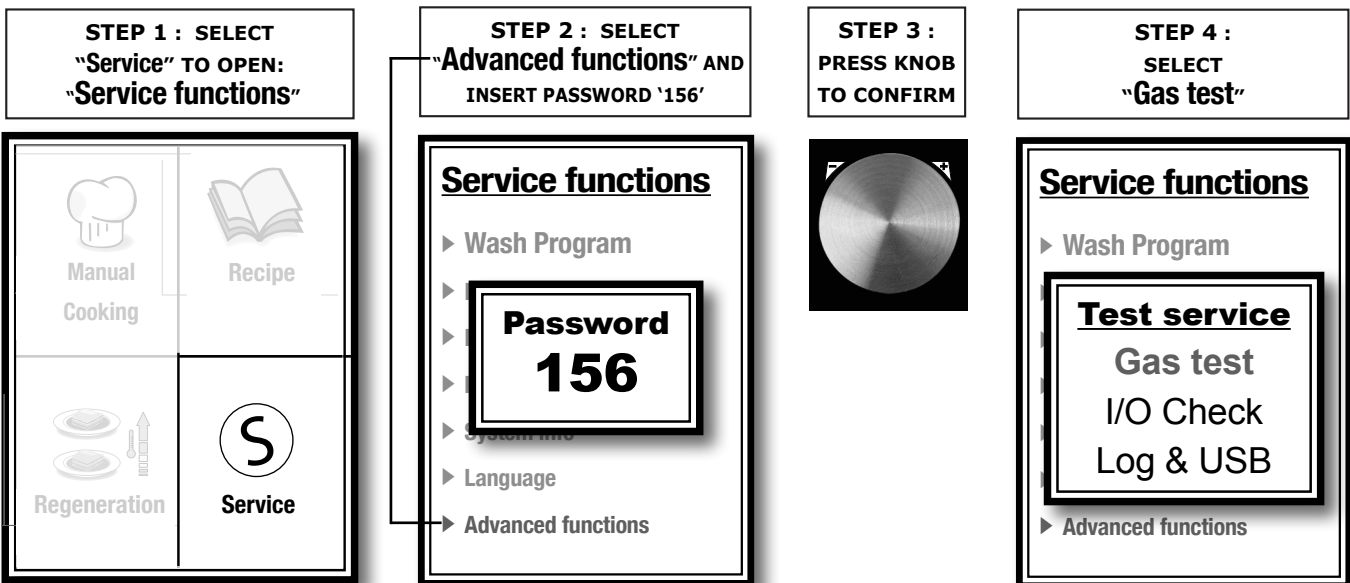 STEP 1 : SELECT
“Service” TO OPEN:
“Service functions”
Manual
Cooking
Recipe
Regeneration
S
Service
STEP 2 : SELECT
“Advanced functions” AND
INSERT PASSWORD ‘156’
Service functions
Wash Program
Password
156
System info
Language
Advanced functions
STEP 3 :
PRESS KNOB
TO CONFIRM
- +
STEP 4 :
SELECT
“Gas test”
Service functions
Wash Program
Test service
Gas test
I/O Check
Log & USB
Advanced functions